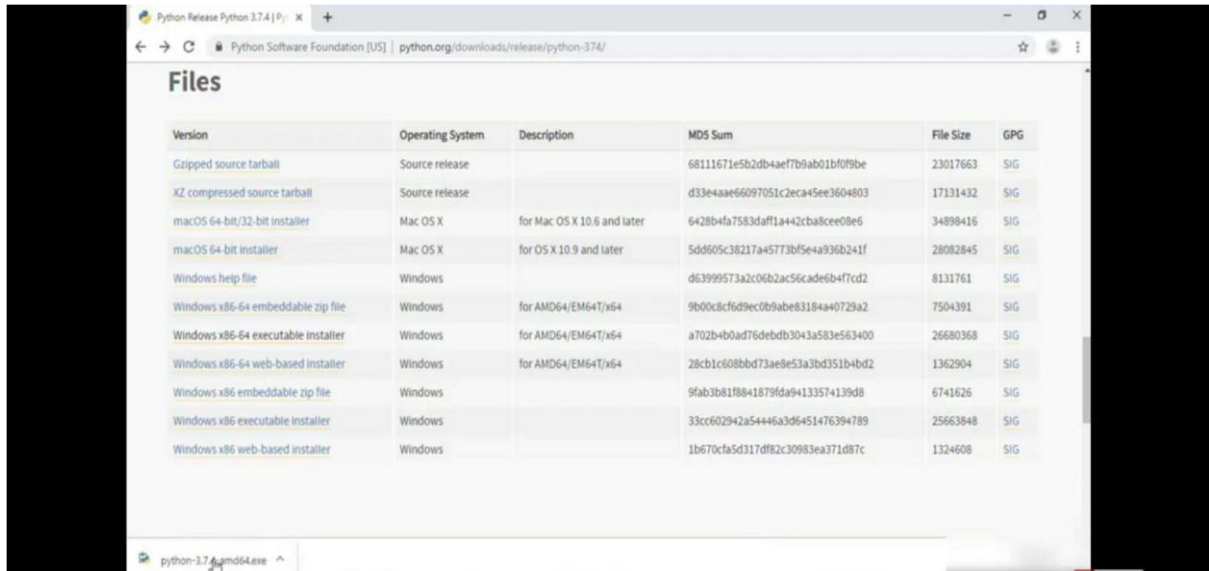 Python Release Python 3.7.4 | Py
Python Software Foundation [US] | python.org/downloads/release/python-374/
Files
Version Operating System Description MD5 Sum File Size GPG
Gzipped source tarball Source release 68111671e5b2db4aef7b9ab01bf0f9be 23017663 SIG
XZ compressed source tarball Source release d33e4aae66097051c2eca45ee3604803 17131432 SIG
macOS 64-bit/32-bit installer Mac OS X for Mac OS X 10.6 and later 6428b4fa7583daff1a442cba8cee08e6 34898416 SIG
macOS 64-bit installer Mac OS X for OS X 10.9 and later 5dd605c38217a45773bf5e4a936b241f 28082845 SIG
Windows help file Windows d63999573a2c06b2ac56cade6b4f7cd2 8131761 SIG
Windows x86-64 embeddable zip file Windows for AMD64/EM64T/x64 9b00c8cf6d9ec0b9abe83184a40729a2 7504391 SIG
Windows x86-64 executable installer Windows for AMD64/EM64T/x64 a702b4b0ad76debdb3043a583e563400 26680368 SIG
Windows x86-64 web-based installer Windows for AMD64/EM64T/x64 28cb1c608bbd73ae8e53a3bd351b4bd2 1362904 SIG
Windows x86 embeddable zip file Windows 9fab3b81f8841879fda94133574139d8 6741626 SIG
Windows x86 executable installer Windows 33cc602942a54446a3d6451476394789 25663848 SIG
Windows x86 web-based installer Windows 1b670cfa5d317df82c30983ea371d87c 1324608 SIG
python-3.7.4-amd64.exe